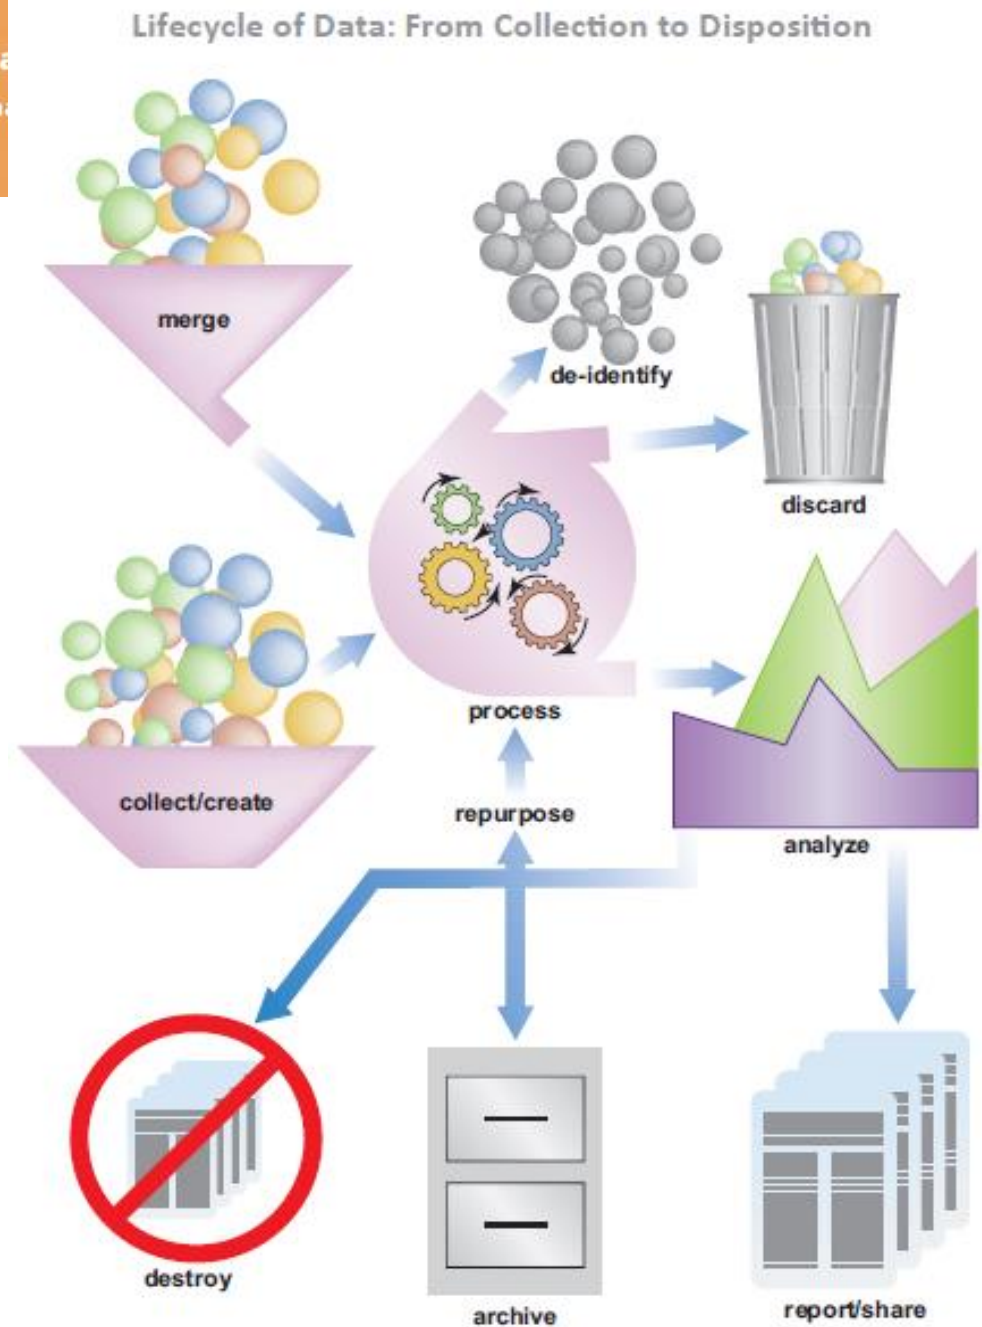 Lifecycle of Data: From Collection to Disposition
merge
de-identify
discard
process
collect/create
repurpose
analyze
destroy
archive
report/share